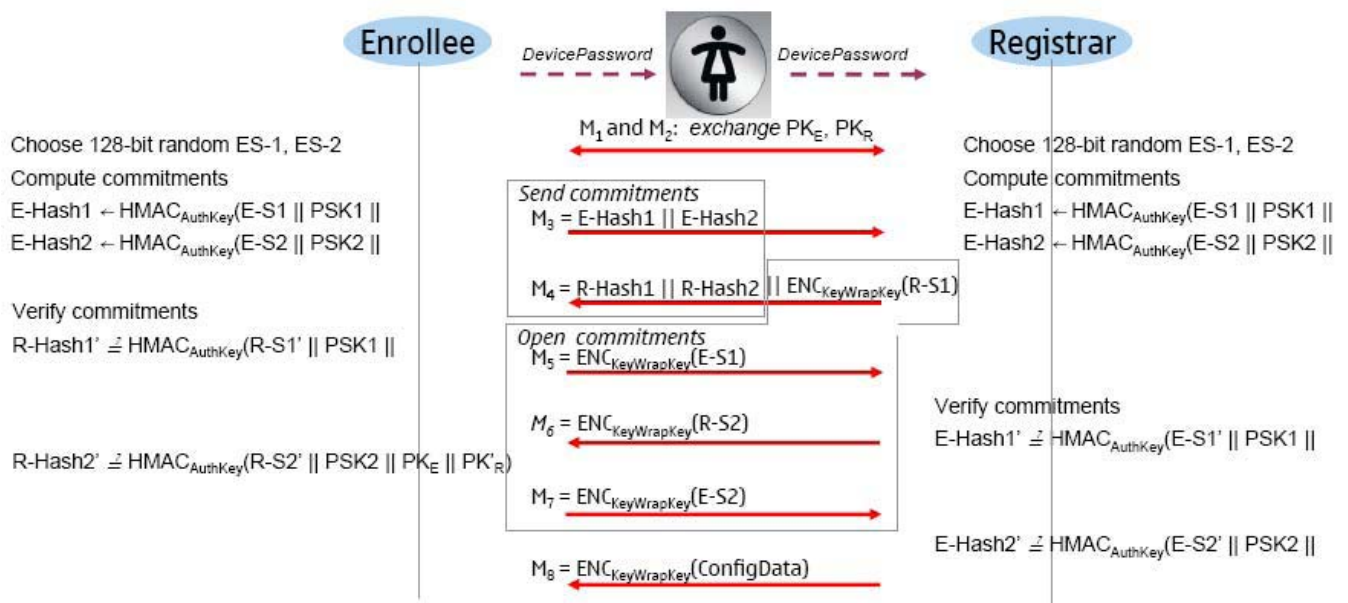 Enrollee
DevicePassword
DevicePassword
Registrar
M1 and M2: exchange PKE, PKR
Choose 128-bit random ES-1, ES-2
Compute commitments
E-Hash1 ← HMACAuthKey(E-S1 || PSK1 ||
E-Hash2 ← HMACAuthKey(E-S2 || PSK2 ||
Choose 128-bit random ES-1, ES-2
Compute commitments
E-Hash1 ← HMACAuthKey(E-S1 || PSK1 ||
E-Hash2 ← HMACAuthKey(E-S2 || PSK2 ||
Send commitments
M3 = E-Hash1 || E-Hash2
M4 = R-Hash1 || R-Hash2 || ENCKeyWrapKey(R-S1)
Verify commitments
R-Hash1' ≟ HMACAuthKey(R-S1' || PSK1 ||
Open commitments
M5 = ENCKeyWrapKey(E-S1)
Verify commitments
M6 = ENCKeyWrapKey(R-S2)
E-Hash1' ≟ HMACAuthKey(E-S1' || PSK1 ||
R-Hash2' ≟ HMACAuthKey(R-S2' || PSK2 || PKE || PK'R)
M7 = ENCKeyWrapKey(E-S2)
E-Hash2' ≟ HMACAuthKey(E-S2' || PSK2 ||
M8 = ENCKeyWrapKey(ConfigData)